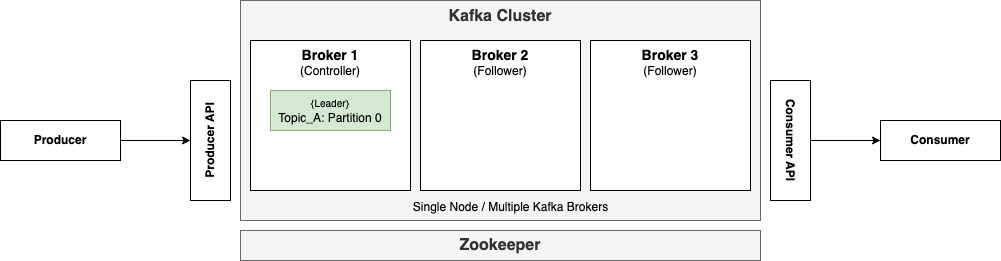 Kafka Cluster
Broker 1
(Controller)
{Leader}
Topic_A: Partition 0
Broker 2
(Follower)
Broker 3
(Follower)
Producer
Producer API
Consumer API
Consumer
Single Node / Multiple Kafka Brokers
Zookeeper